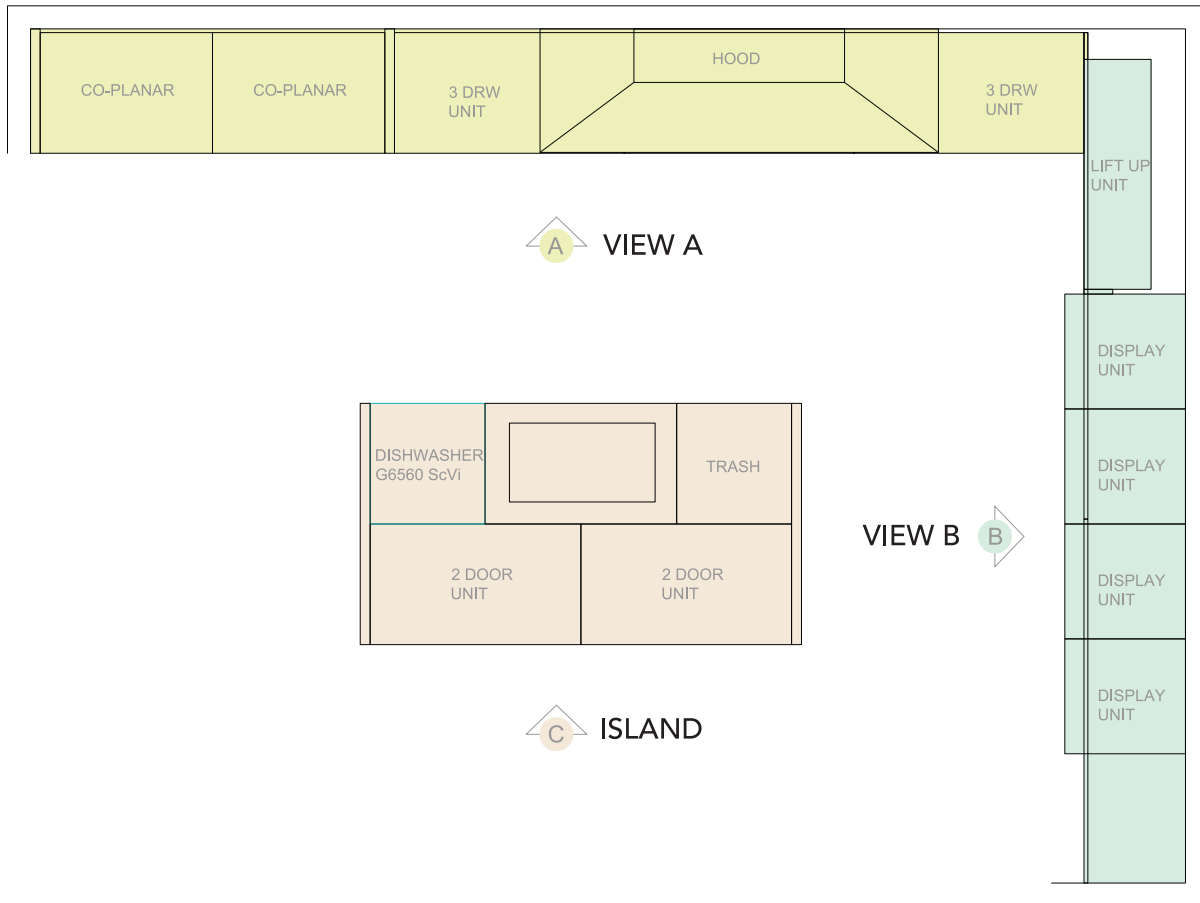 CO-PLANAR
CO-PLANAR
3 DRW
UNIT
HOOD
3 DRW
UNIT
LIFT UP
UNIT
A
VIEW A
DISPLAY
UNIT
DISHWASHER
G6560 ScVi
TRASH
DISPLAY
UNIT
VIEW B
B
2 DOOR
UNIT
2 DOOR
UNIT
DISPLAY
UNIT
C
ISLAND
DISPLAY
UNIT